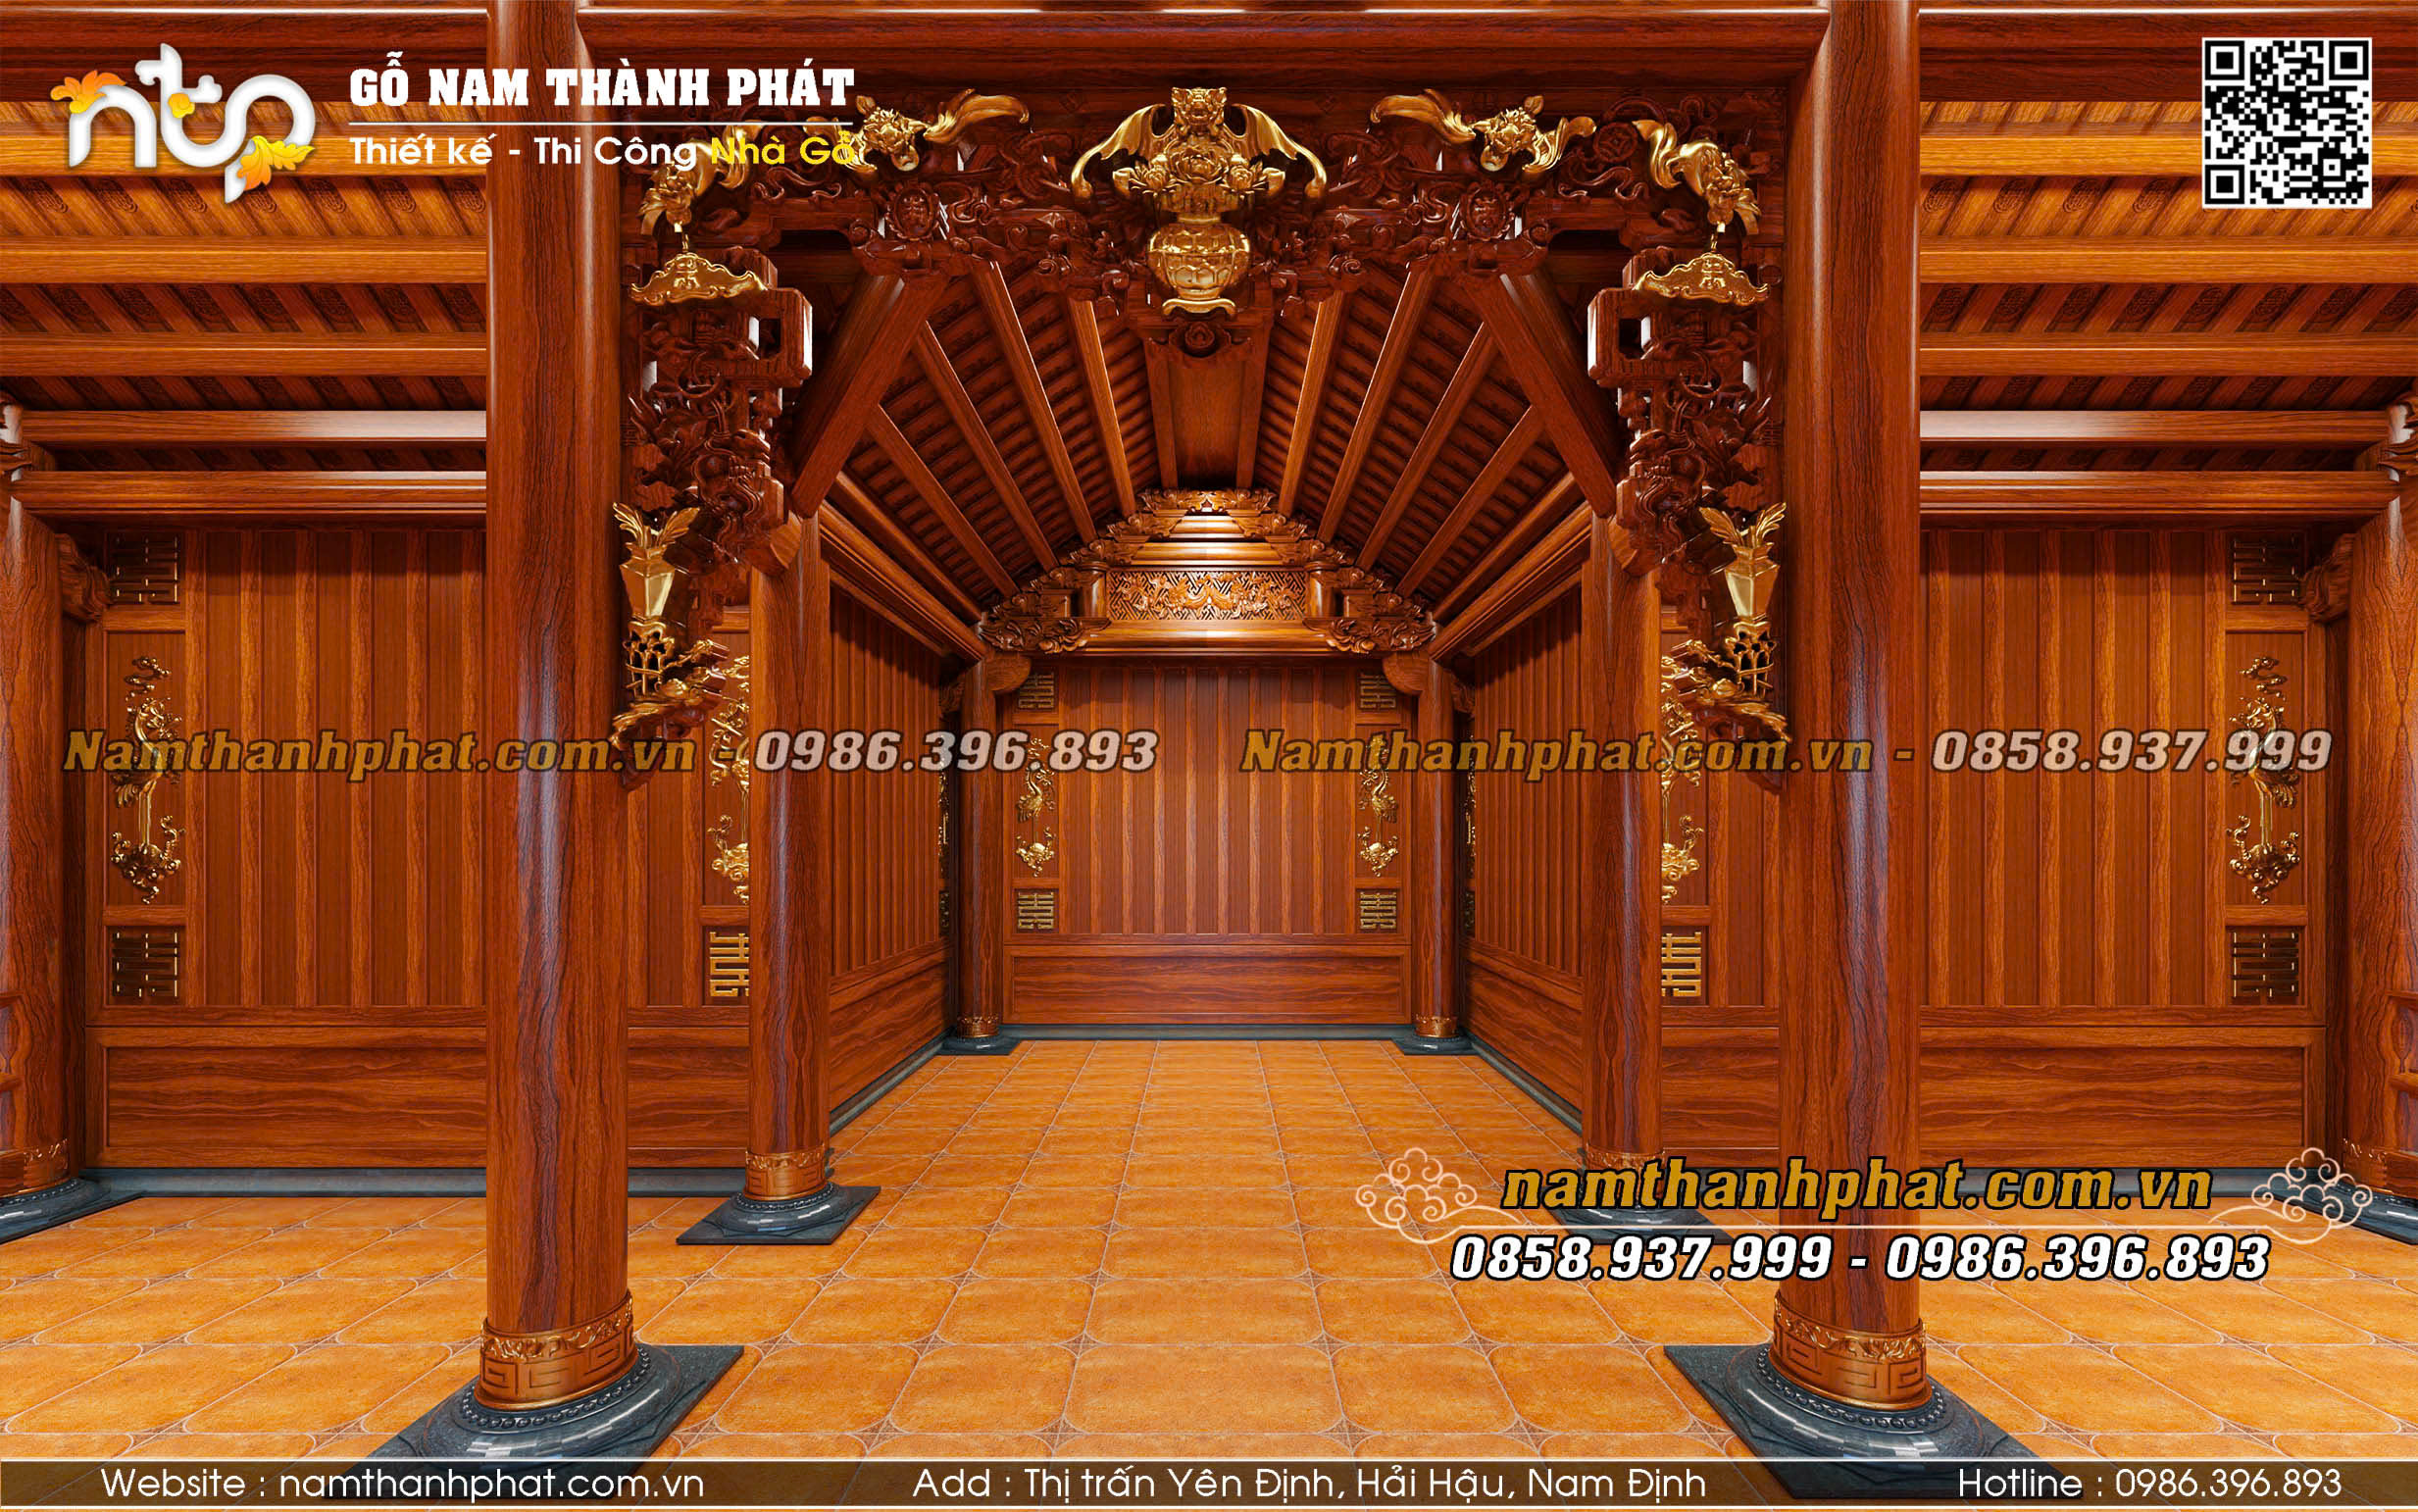 ntp
GỖ NAM THÀNH PHÁT
Thiết kế - Thi Công Nhà Gỗ
Namthanhphat.com.vn - 0986.396.893
Namthanhphat.com.vn - 0858.937.999
namthanhphat.com.vn
0858.937.999 - 0986.396.893
Website : namthanhphat.com.vn
Add : Thị trấn Yên Định, Hải Hậu, Nam Định
Hotline : 0986.396.893